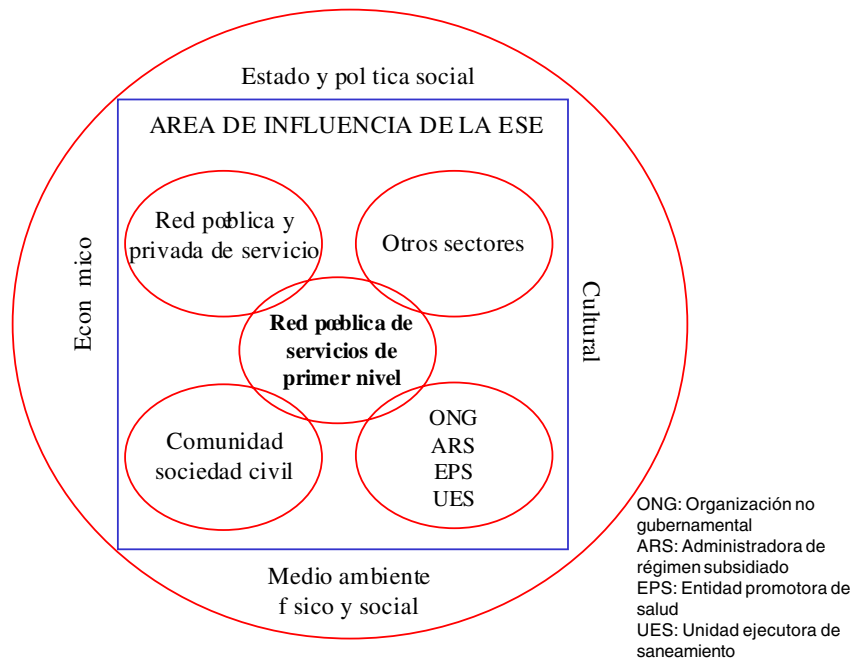 Estado y pol tica social
AREA DE INFLUENCIA DE LA ESE
Red pœblica y
privada de servicio
Otros sectores
Econ mico
Cultural
Red pœblica de
servicios de
primer nivel
Comunidad
sociedad civil
ONG
ARS
EPS
UES
Medio ambiente
f sico y social
ONG: Organización no
gubernamental
ARS: Administradora de
régimen subsidiado
EPS: Entidad promotora de
salud
UES: Unidad ejecutora de
saneamiento